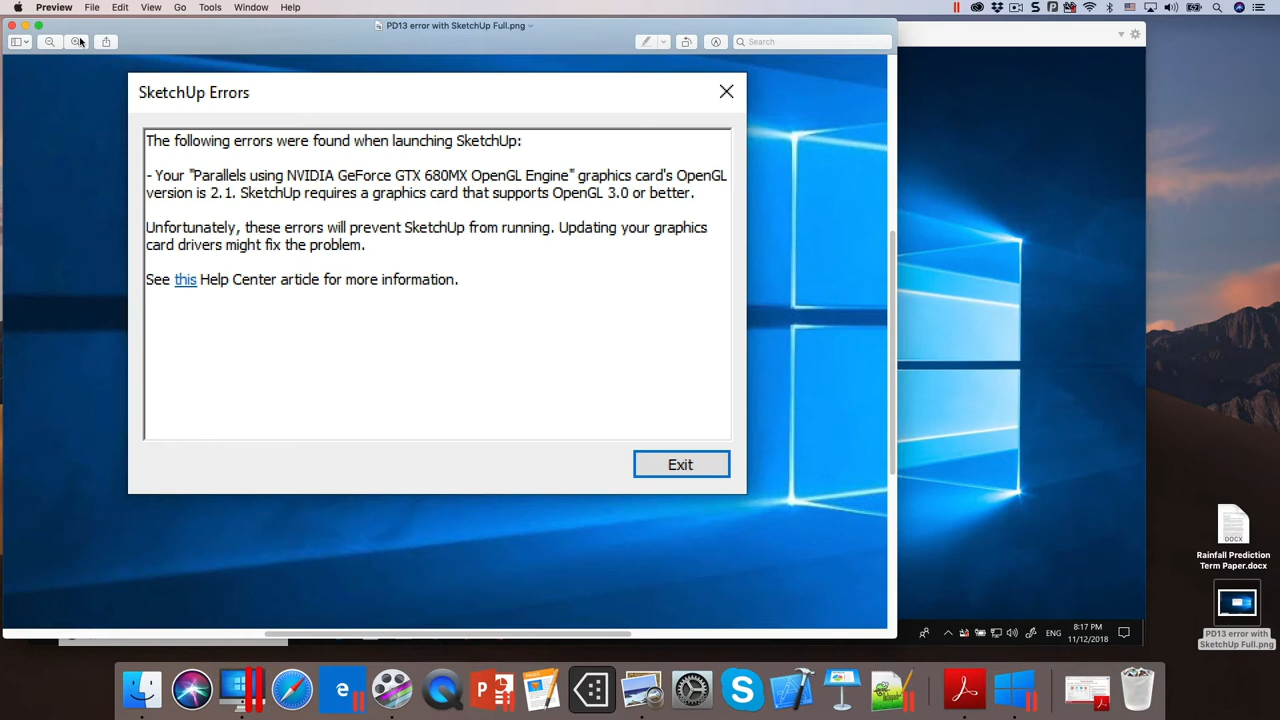 Preview File Edit View Go Tools Window Help
PD13 error with SketchUp Full.png
Search
SketchUp Errors
The following errors were found when launching SketchUp:
- Your "Parallels using NVIDIA GeForce GTX 680MX OpenGL Engine" graphics card's OpenGL
version is 2.1. SketchUp requires a graphics card that supports OpenGL 3.0 or better.
Unfortunately, these errors will prevent SketchUp from running. Updating your graphics
card drivers might fix the problem.
See this Help Center article for more information.
Exit
DOCX
Rainfall Prediction
Term Paper.docx
PD13 error with
SketchUp Full.png
ENG
8:17 PM
11/12/2018